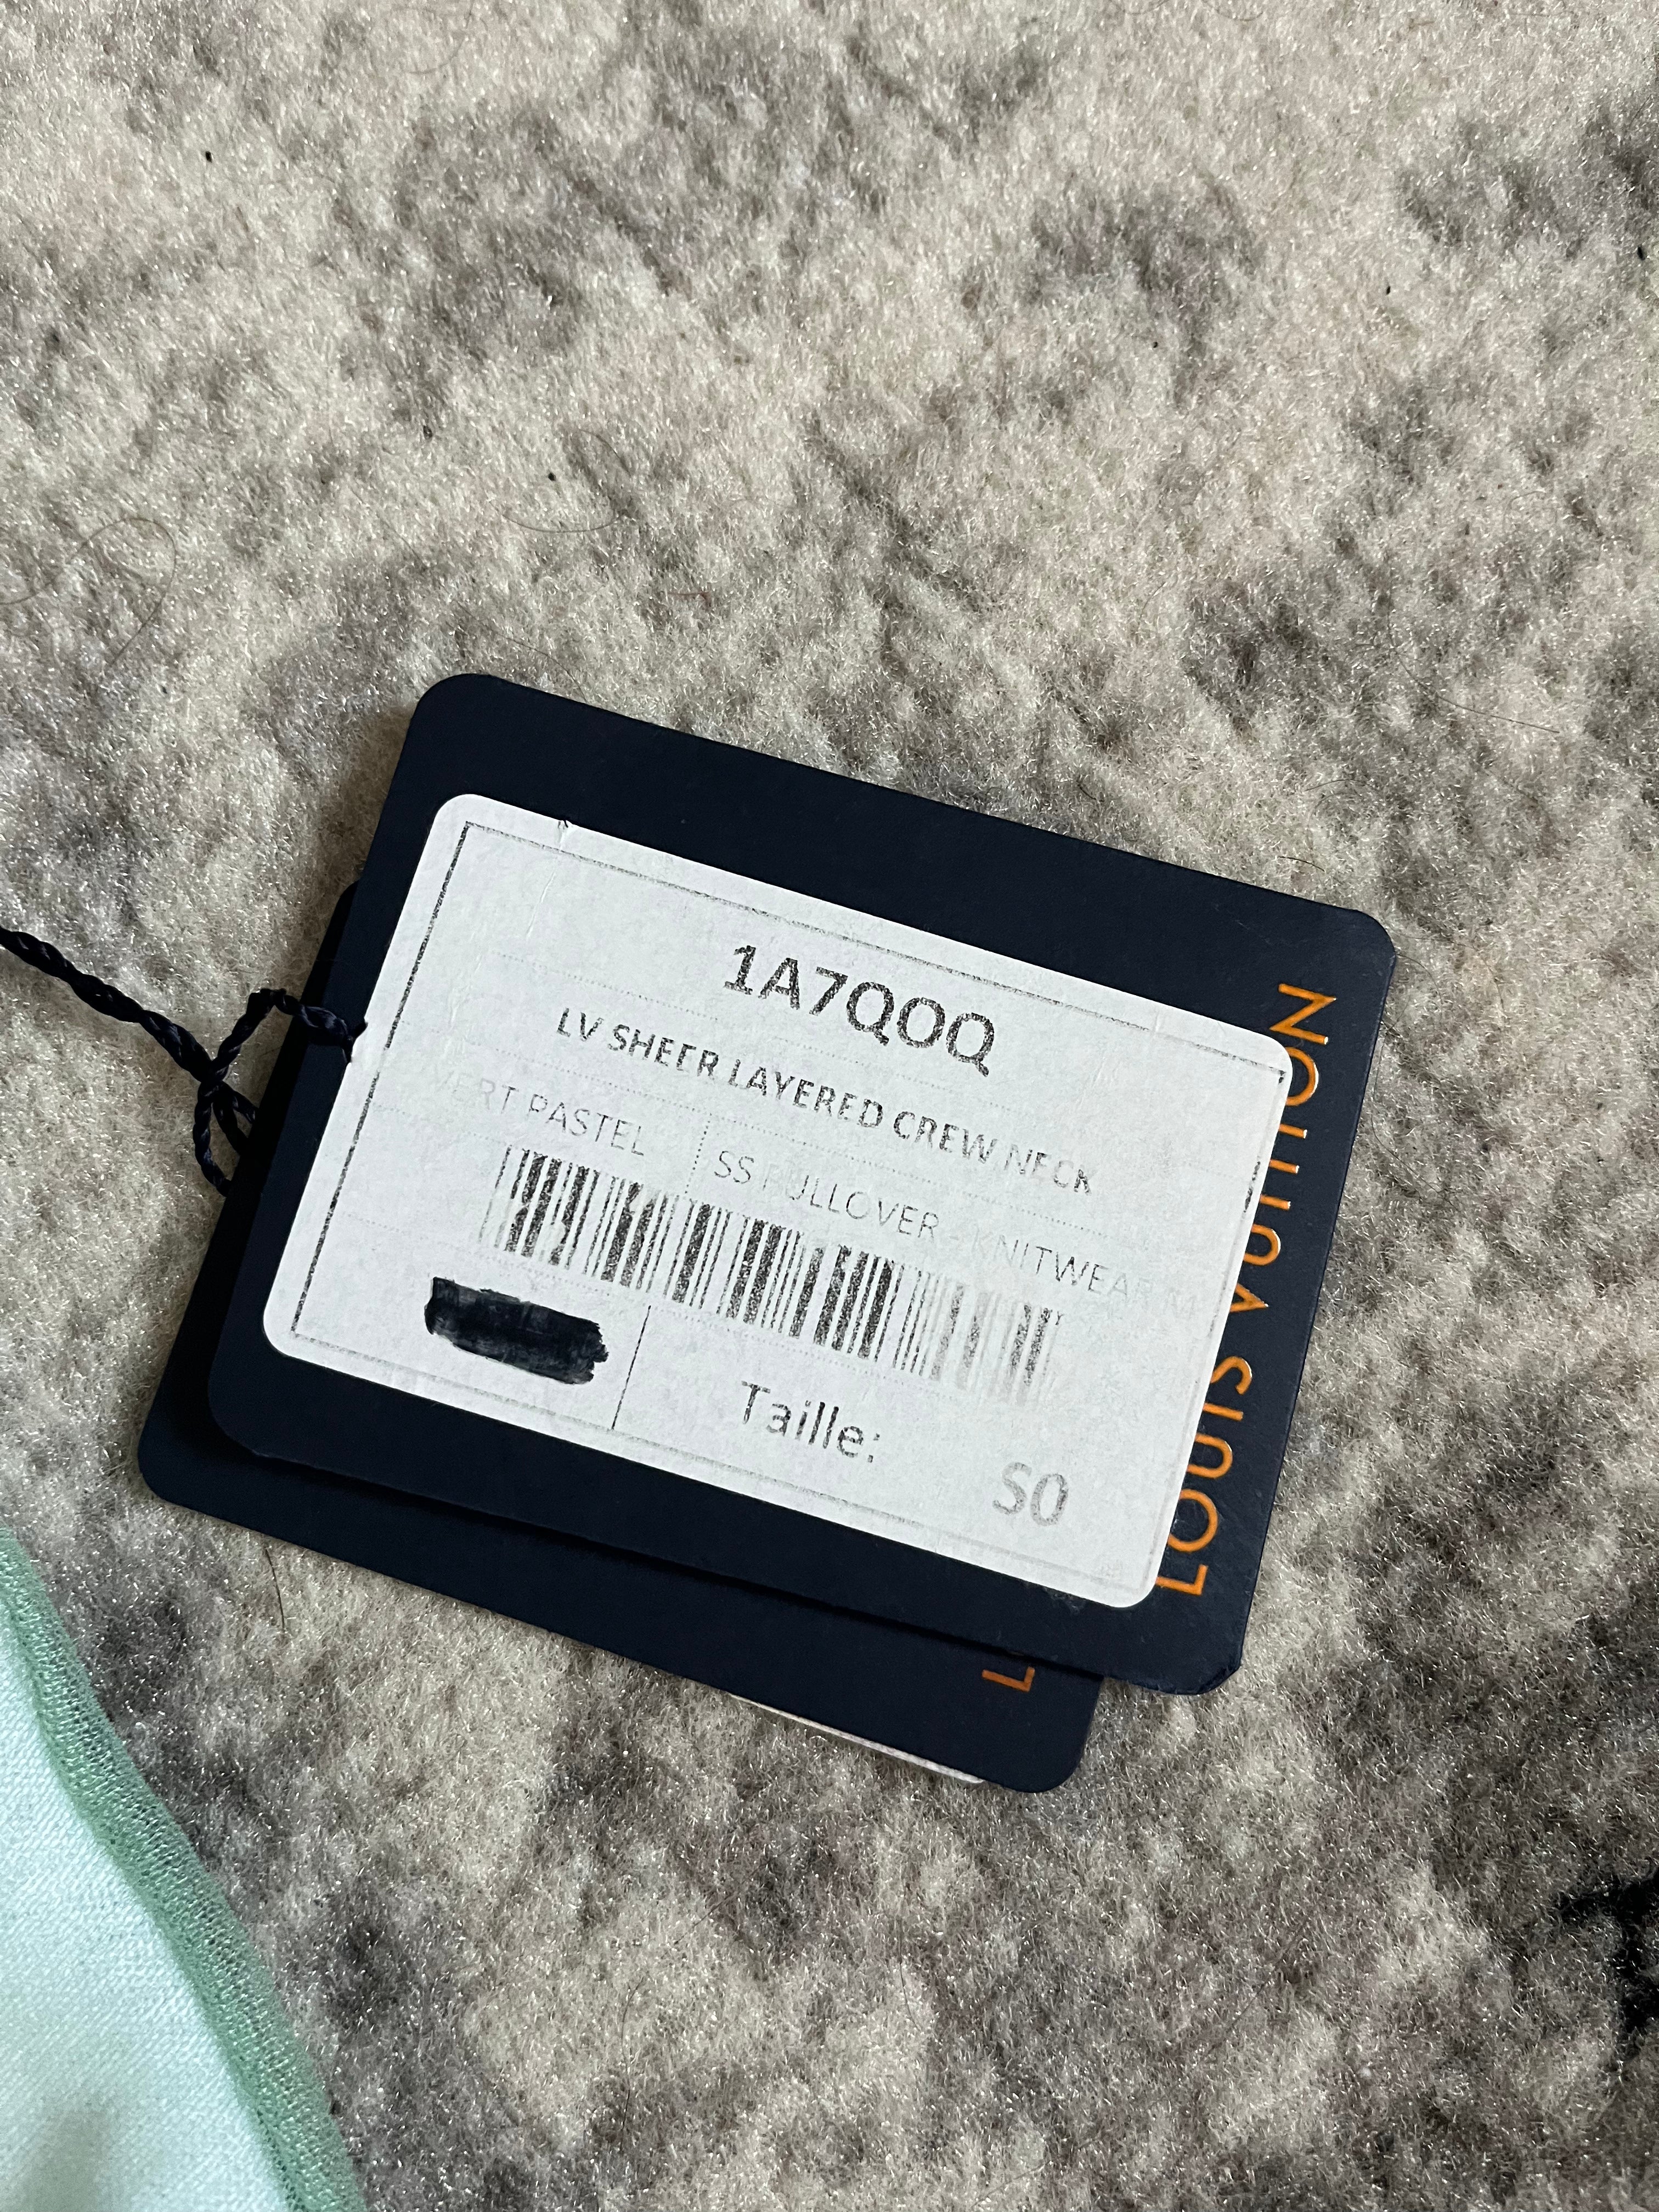 1A7QOQ
LV SHEER LAYERED CREW NECK
VERT PASTEL SS PULLOVER - KNITWEAR
Taille: S0
LOUIS VUITTON
L